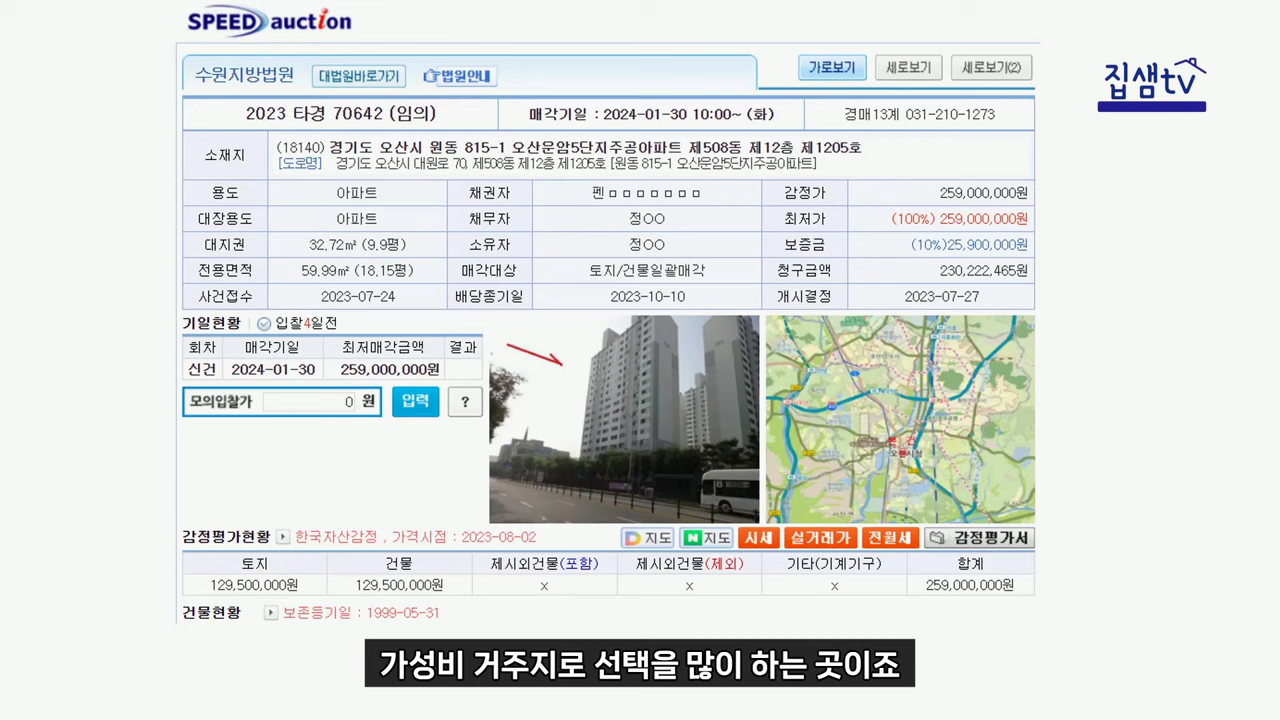 SPEED auction
집샘tv
수원지방법원 대법원바로가기 법원안내 가로보기 세로보기 세로보기(2)
2023 타경 70642 (임의) 매각기일 : 2024-01-30 10:00~ (화) 경매13계 031-210-1273
소재지 (18140) 경기도 오산시 원동 815-1 오산운암5단지주공아파트 제508동 제12층 제1205호
[도로명] 경기도 오산시 대원로 70, 제508동 제12층 제1205호 [원동 815-1 오산운암5단지주공아파트]
용도 아파트 채권자 펜ㅁㅁㅁㅁㅁㅁㅁ 감정가 259,000,000원
대장용도 아파트 채무자 정○○ 최저가 (100%) 259,000,000원
대지권 32.72㎡ (9.9평) 소유자 정○○ 보증금 (10%)25,900,000원
전용면적 59.99㎡ (18.15평) 매각대상 토지/건물일괄매각 청구금액 230,222,465원
사건접수 2023-07-24 배당종기일 2023-10-10 개시결정 2023-07-27
기일현황 입찰4일전
회차 매각기일 최저매각금액 결과
신건 2024-01-30 259,000,000원
모의입찰가 0 원 입력 ?
감정평가현황 한국자산감정 , 가격시점 : 2023-08-02 D 지도 N 지도 시세 실거래가 전월세 감정평가서
토지 건물 제시외건물(포함) 제시외건물(제외) 기타(기계기구) 합계
129,500,000원 129,500,000원 x x x 259,000,000원
건물현황 보존등기일 : 1999-05-31
가성비 거주지로 선택을 많이 하는 곳이죠